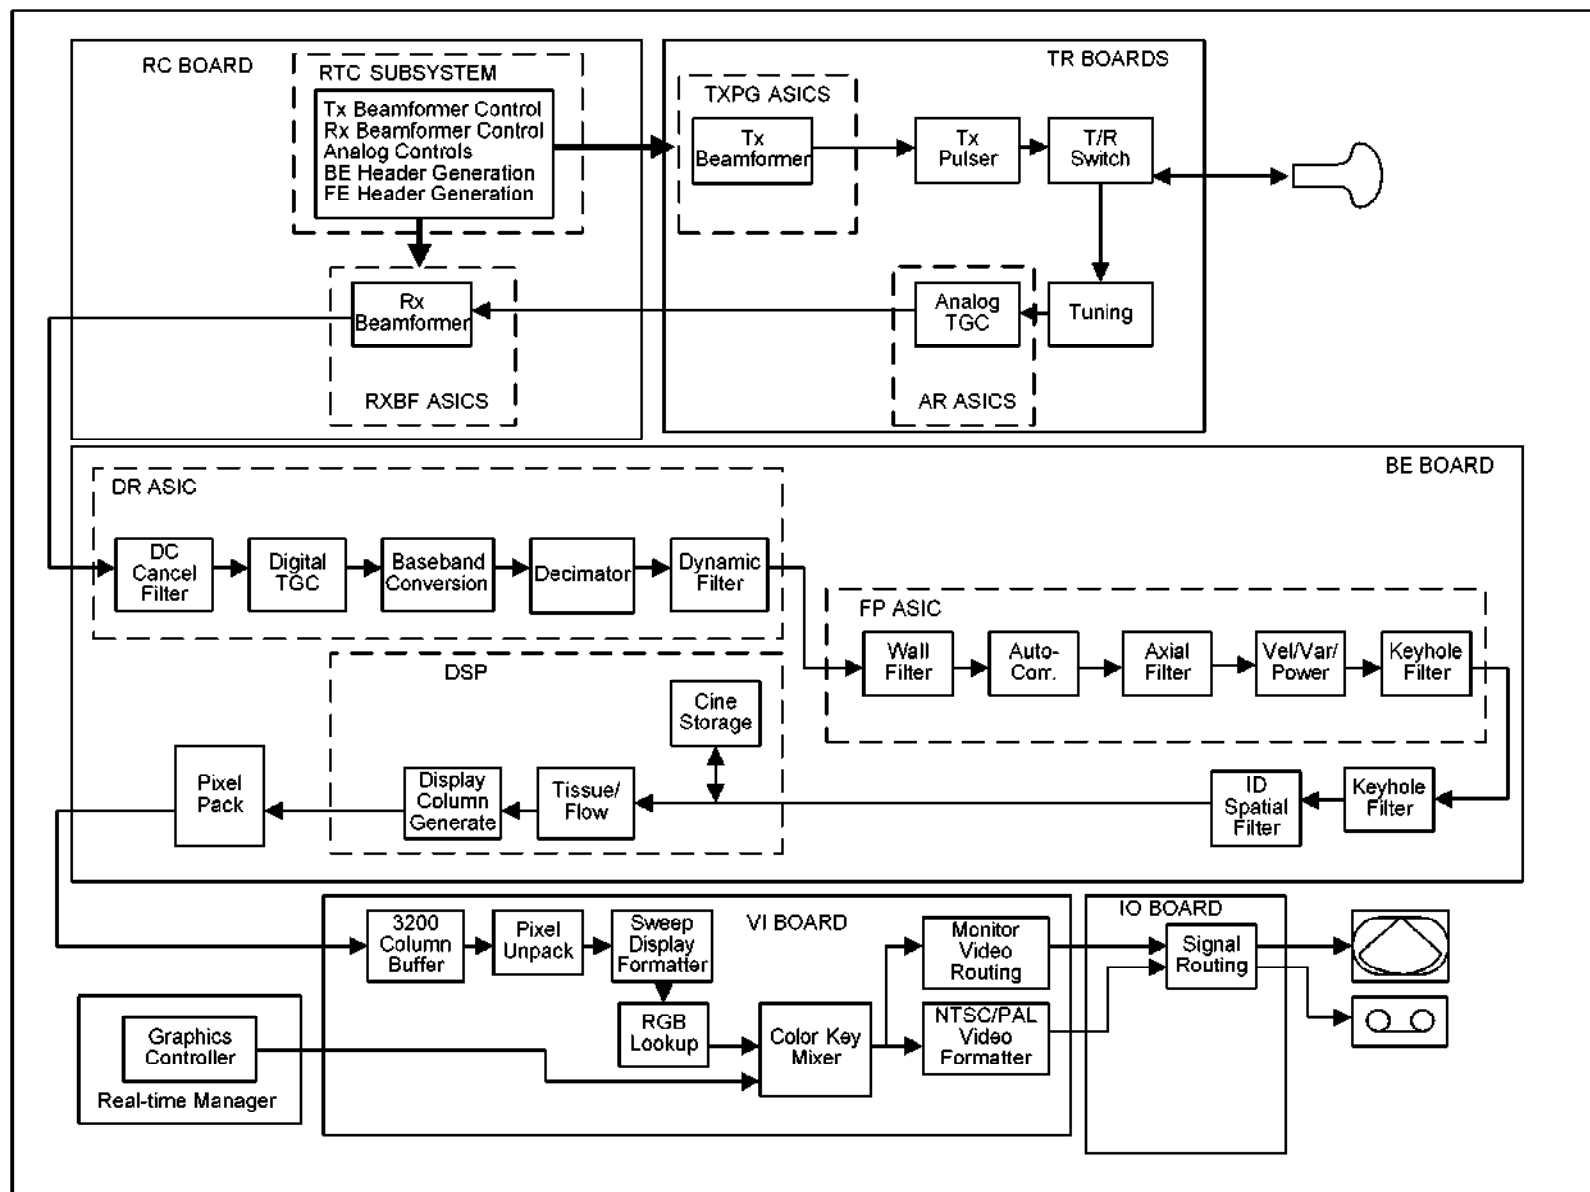 RC BOARD
RTC SUBSYSTEM
Tx Beamformer Control
Rx Beamformer Control
Analog Controls
BE Header Generation
FE Header Generation
Rx
Beamformer
RXBF ASICS
TR BOARDS
TXPG ASICS
Tx
Beamformer
Tx
Pulser
T/R
Switch
Analog
TGC
Tuning
AR ASICS
BE BOARD
DR ASIC
DC
Cancel
Filter
Digital
TGC
Baseband
Conversion
Decimator
Dynamic
Filter
FP ASIC
Wall
Filter
Auto-
Corr.
Axial
Filter
Vel/Var/
Power
Keyhole
Filter
DSP
Cine
Storage
Pixel
Pack
Display
Column
Generate
Tissue/
Flow
ID
Spatial
Filter
Keyhole
Filter
VI BOARD
3200
Column
Buffer
Pixel
Unpack
Sweep
Display
Formatter
RGB
Lookup
Color Key
Mixer
Monitor
Video
Routing
NTSC/PAL
Video
Formatter
IO BOARD
Signal
Routing
Graphics
Controller
Real-time Manager